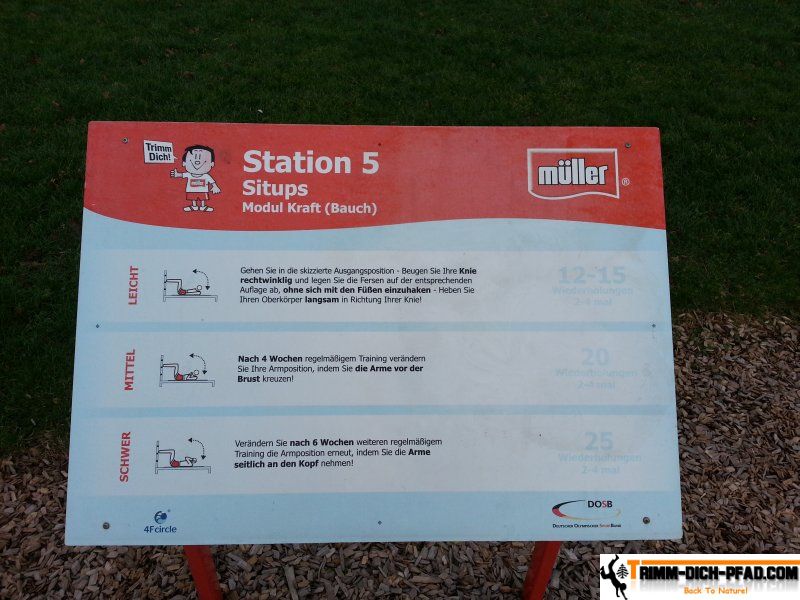 Trimm
Dich!
Station 5
Situps
Modul Kraft (Bauch)
müller ®
LEICHT
Gehen Sie in die skizzierte Ausgangsposition - Beugen Sie Ihre Knie
rechtwinklig und legen Sie die Fersen auf der entsprechenden
Auflage ab, ohne sich mit den Füßen einzuhaken - Heben Sie
Ihren Oberkörper langsam in Richtung Ihrer Knie!
12-15
Wiederholungen
2-4 mal
MITTEL
Nach 4 Wochen regelmäßigem Training verändern
Sie Ihre Armposition, indem Sie die Arme vor der
Brust kreuzen!
20
Wiederholungen
2-4 mal
SCHWER
Verändern Sie nach 6 Wochen weiteren regelmäßigem
Training die Armposition erneut, indem Sie die Arme
seitlich an den Kopf nehmen!
25
Wiederholungen
2-4 mal
4Fcircle
DOSB
DEUTSCHER OLYMPISCHER SPORTBUND
TRIMM-DICH-PFAD.COM
Back To Nature!